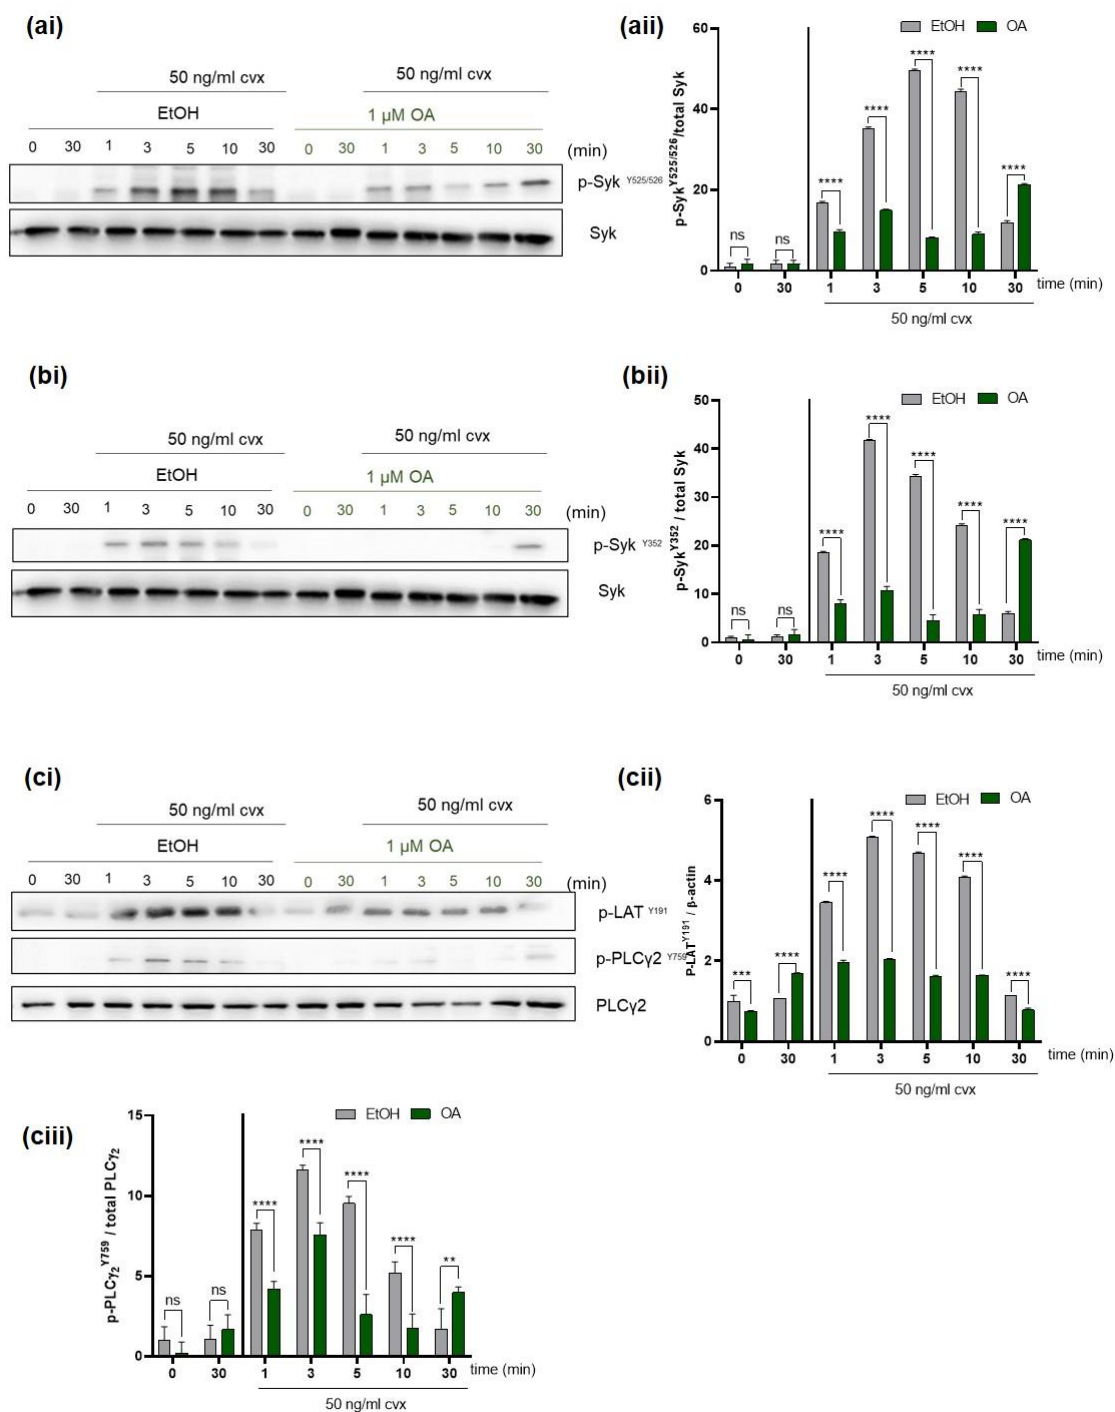 (ai)
50 ng/ml cvx
50 ng/ml cvx
EtOH
1 µM OA
0 30 1 3 5 10 30 0 30 1 3 5 10 30 (min)
p-Syk Y525/526
Syk
(aii)
EtOH OA
p-Syk Y525/526/total Syk
60
40
20
0
ns ns **** **** **** **** ****
0 30 1 3 5 10 30 time (min)
50 ng/ml cvx
(bi)
50 ng/ml cvx
50 ng/ml cvx
EtOH
1 µM OA
0 30 1 3 5 10 30 0 30 1 3 5 10 30 (min)
p-Syk Y352
Syk
(bii)
EtOH OA
p-Syk Y352 / total Syk
50
40
30
20
10
0
ns ns **** **** **** **** ****
0 30 1 3 5 10 30 time (min)
50 ng/ml cvx
(ci)
50 ng/ml cvx
50 ng/ml cvx
EtOH
1 µM OA
0 30 1 3 5 10 30 0 30 1 3 5 10 30 (min)
p-LAT Y191
p-PLCγ2 Y759
PLCγ2
(cii)
EtOH OA
P-LAT Y191 / p-actin
6
4
2
0
*** **** **** **** **** **** ****
0 30 1 3 5 10 30 time (min)
50 ng/ml cvx
(ciii)
EtOH OA
p-PLCγ2 Y759 / total PLCγ2
15
10
5
0
ns ns **** **** **** **** **
0 30 1 3 5 10 30 time (min)
50 ng/ml cvx